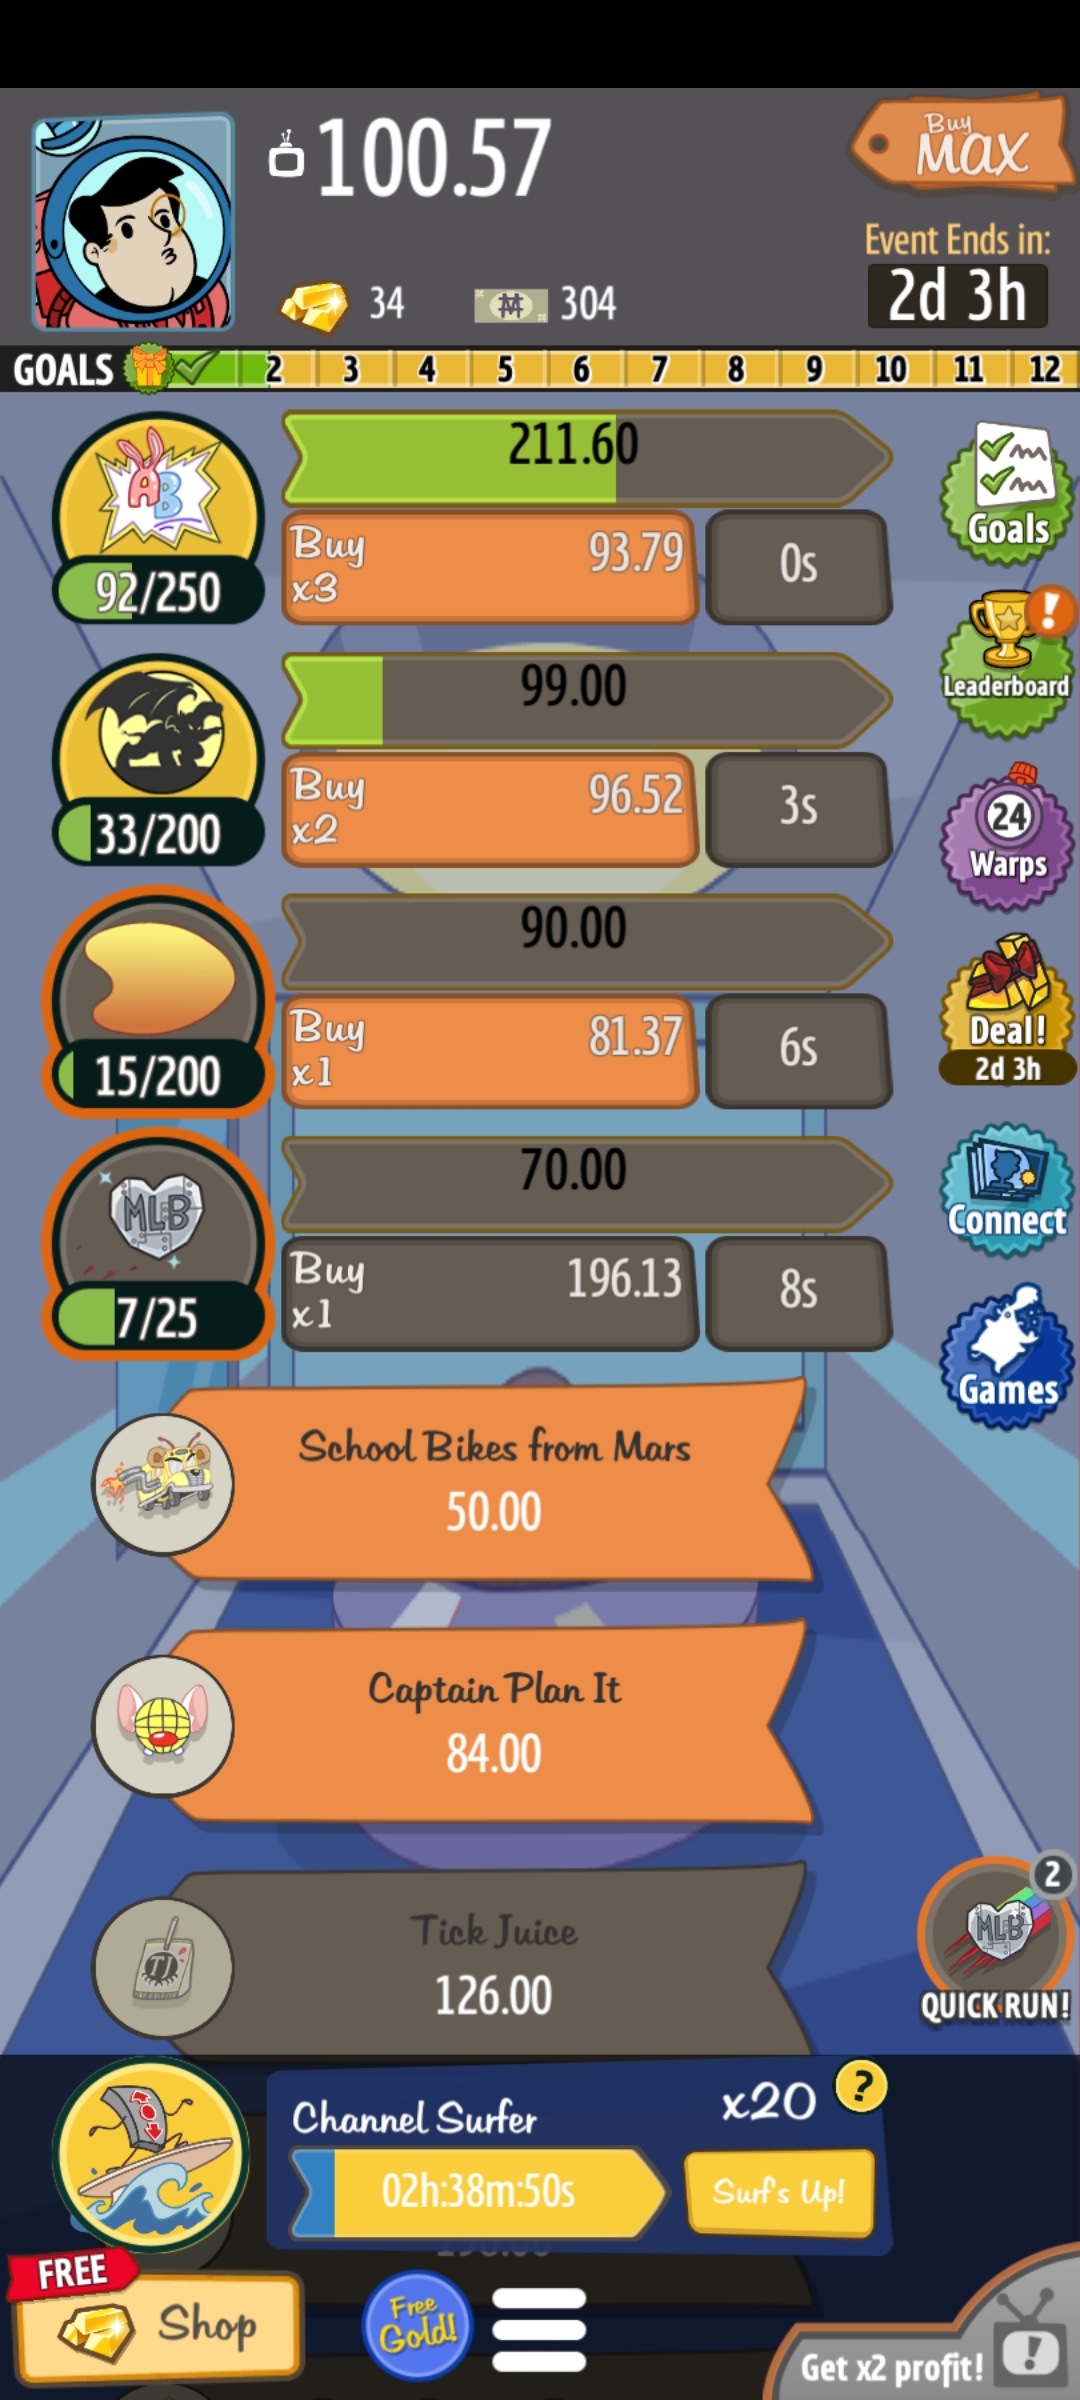 100.57
Buy
MAX
Event Ends in:
2d 3h
34
304
GOALS 2 3 4 5 6 7 8 9 10 11 12
AB
211.60
92/250
Buy
x3
93.79
0s
Goals
99.00
33/200
Buy
x2
96.52
3s
!
Leaderboard
24
Warps
90.00
15/200
Buy
x1
81.37
6s
Deal!
2d 3h
MLB
70.00
7/25
Buy
x1
196.13
8s
Connect
Games
School Bikes from Mars
50.00
Captain Plan It
84.00
TJ
Tick Juice
126.00
2
MLB
QUICK RUN!
Channel Surfer
x20
?
02h:38m:50s
Surf's Up!
FREE
Shop
Free
Gold!
Get x2 profit!
!